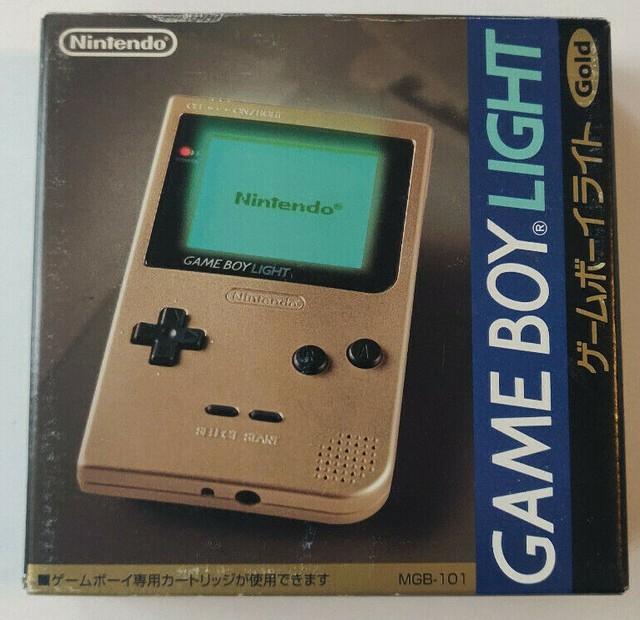 Nintendo®
Nintendo®
GAME BOY LIGHT
Nintendo
B
A
SELECT START
GAME BOY® LIGHT
ゲームボーイライト Gold
■ゲームボーイ専用カートリッジが使用できます
MGB-101